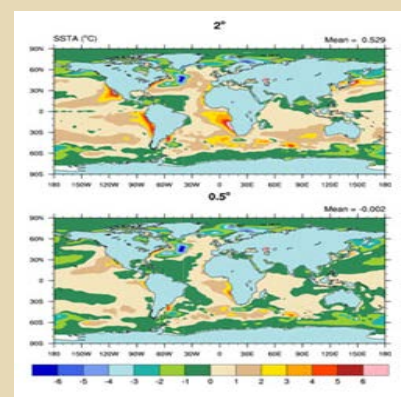 2°
SSTA (°C) Mean = 0.529
90N
60N
30N
0
30S
60S
90S
180 150W 120W 90W 60W 30W 0 30E 60E 90E 120E 150E 180
0.5°
Mean = -0.002
90N
60N
30N
0
30S
60S
90S
180 150W 120W 90W 60W 30W 0 30E 60E 90E 120E 150E 180
-6 -5 -4 -3 -2 -1 0 1 2 3 4 5 6